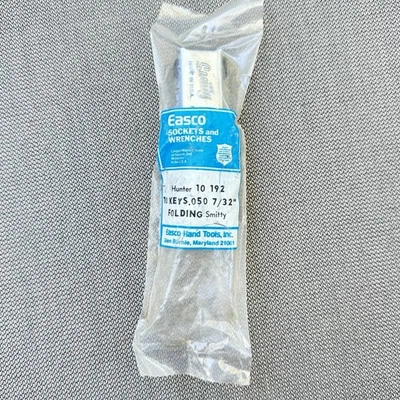 Easco
SOCKETS and
WRENCHES
Hunter 10 192
10 KEYS,.050 7/32"
FOLDING Smitty
Easco Hand Tools, Inc.
Glen Burnie, Maryland 21061